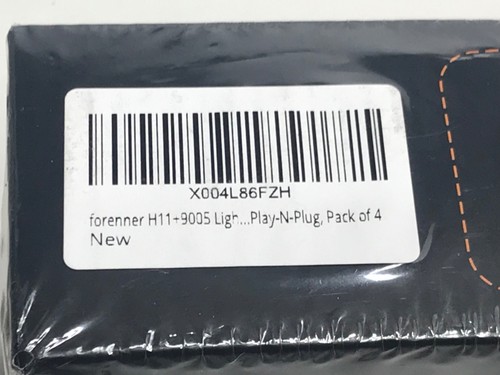 X004L86FZH
forenner H11+9005 Ligh...Play-N-Plug, Pack of 4
New